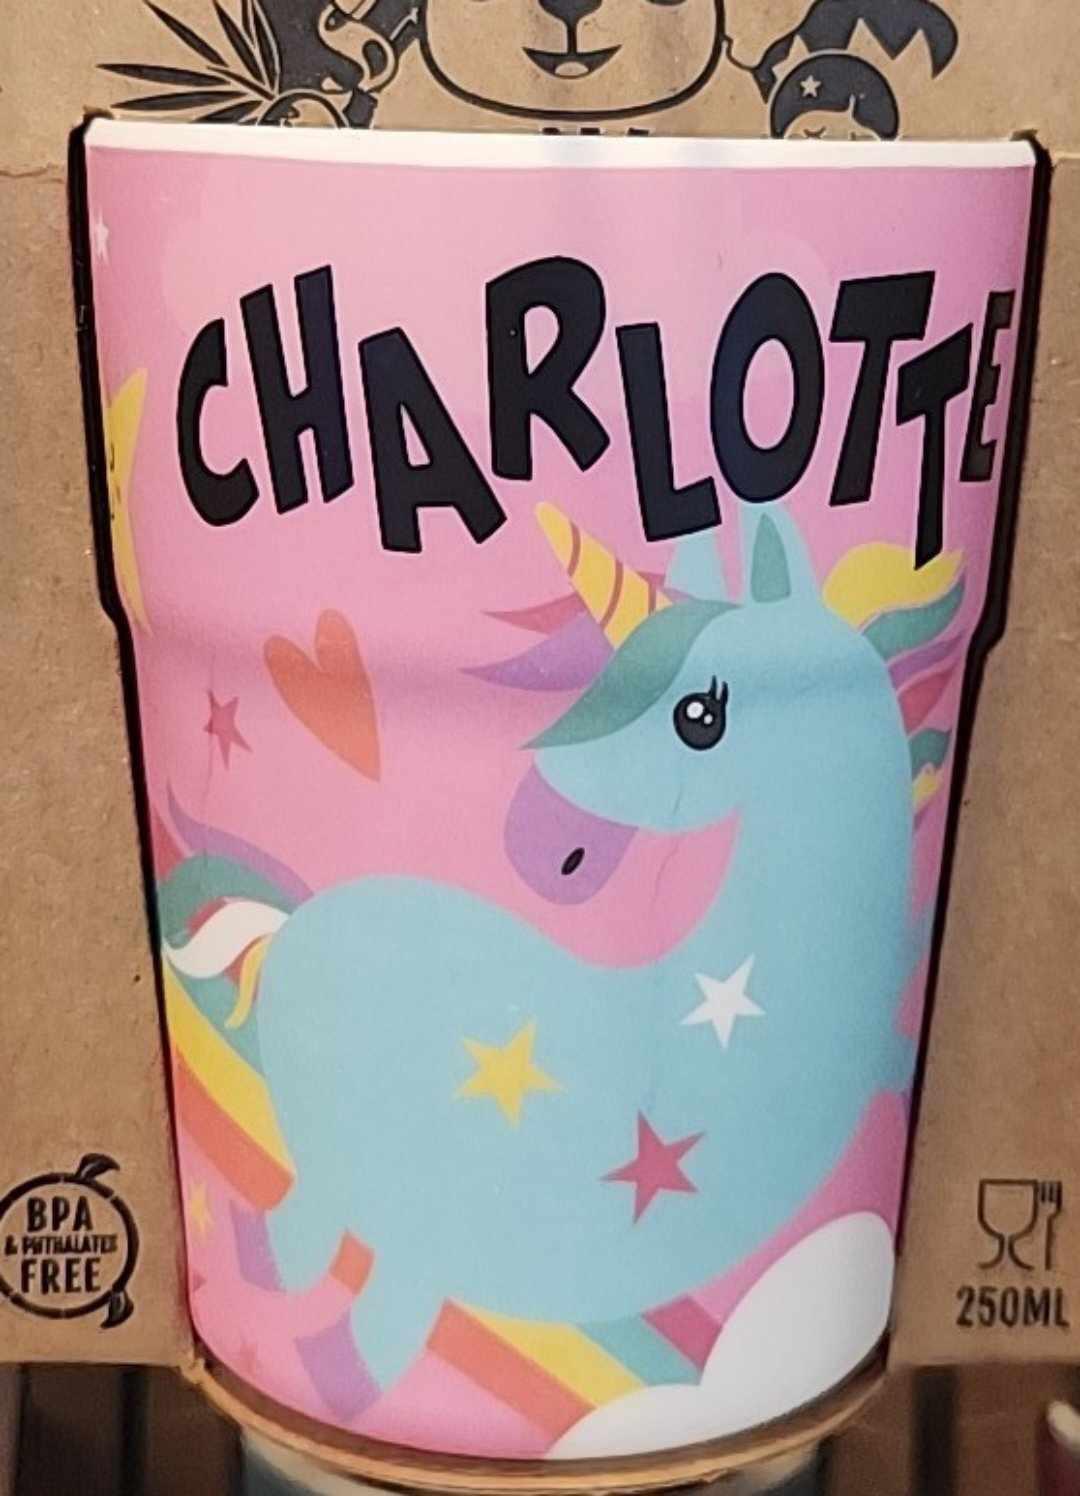 CHARLOTTE
BPA
& PHTHALATES
FREE
250ML